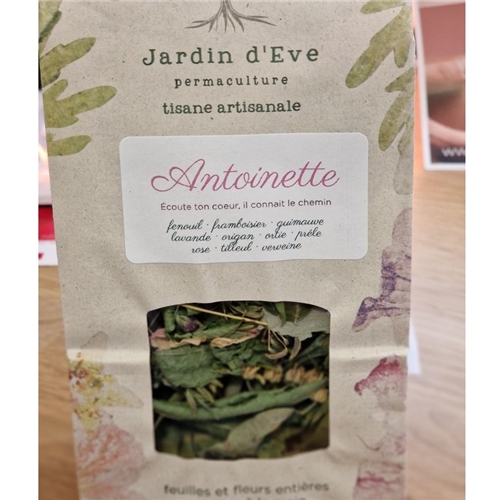 Jardin d'Eve
permaculture
tisane artisanale
Antoinette
Écoute ton coeur, il connait le chemin
fenouil · framboisier · guimauve
lavande · origan · ortie · prêle
rose · tilleul · verveine
feuilles et fleurs entières